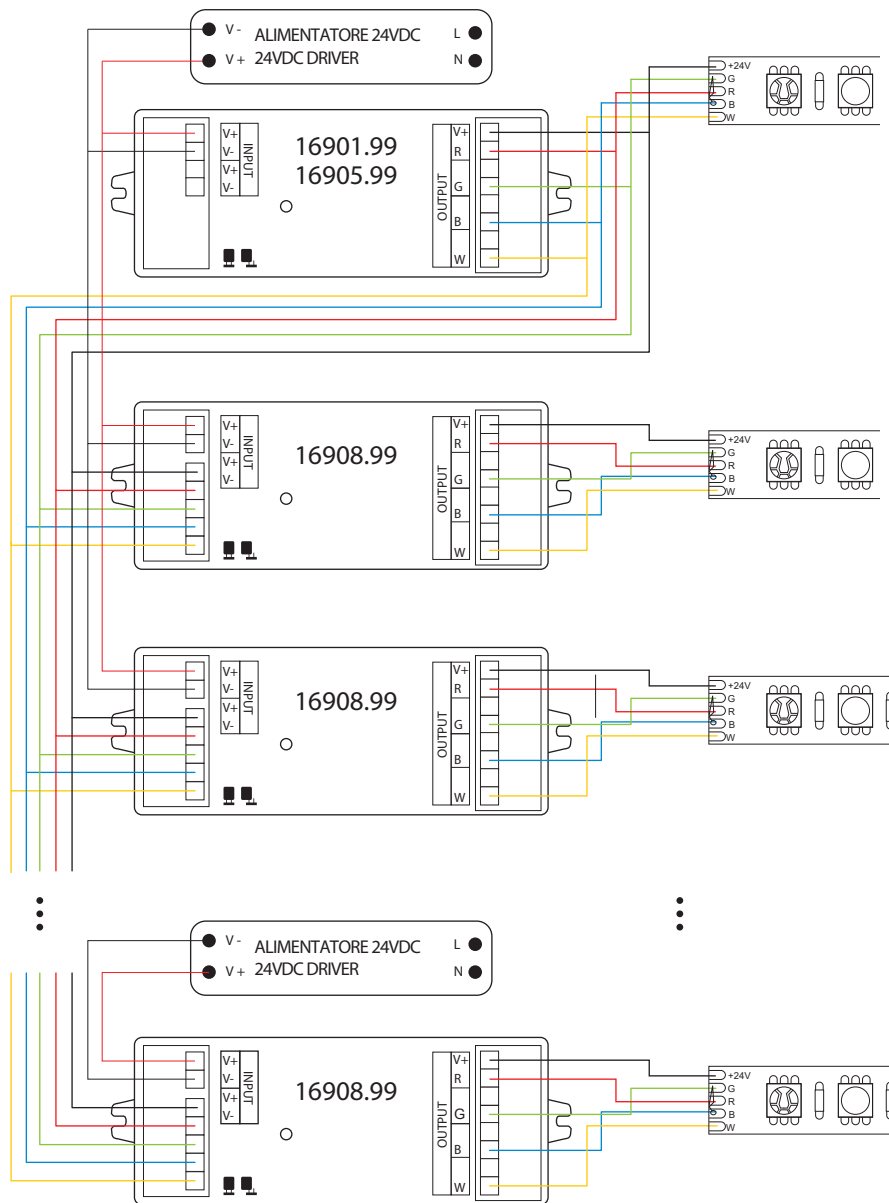 V - ALIMENTATORE 24VDC L
V + 24VDC DRIVER N
+24V
G
R
B
W
V+
V-
V+
V-
INPUT
16901.99
16905.99
OUTPUT
V+
R
G
B
W
V+
V-
V+
V-
INPUT
16908.99
OUTPUT
V+
R
G
B
W
+24V
G
R
B
W
V+
V-
V+
V-
INPUT
16908.99
OUTPUT
V+
R
G
B
W
+24V
G
R
B
W
V - ALIMENTATORE 24VDC L
V + 24VDC DRIVER N
V+
V-
V+
V-
INPUT
16908.99
OUTPUT
V+
R
G
B
W
+24V
G
R
B
W